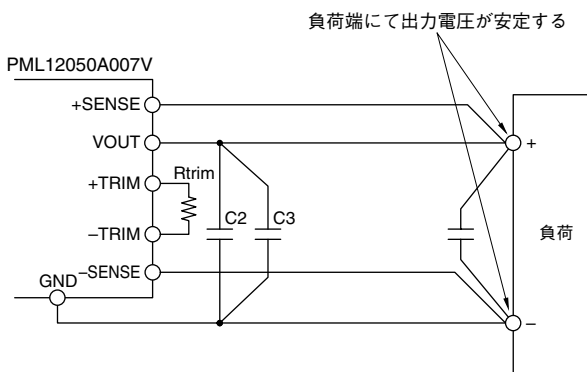 負荷端にて出力電圧が安定する
PML12050A007V
+SENSE
VOUT
+
+TRIM
Rtrim
C2
C3
負荷
–TRIM
–SENSE
GND
–